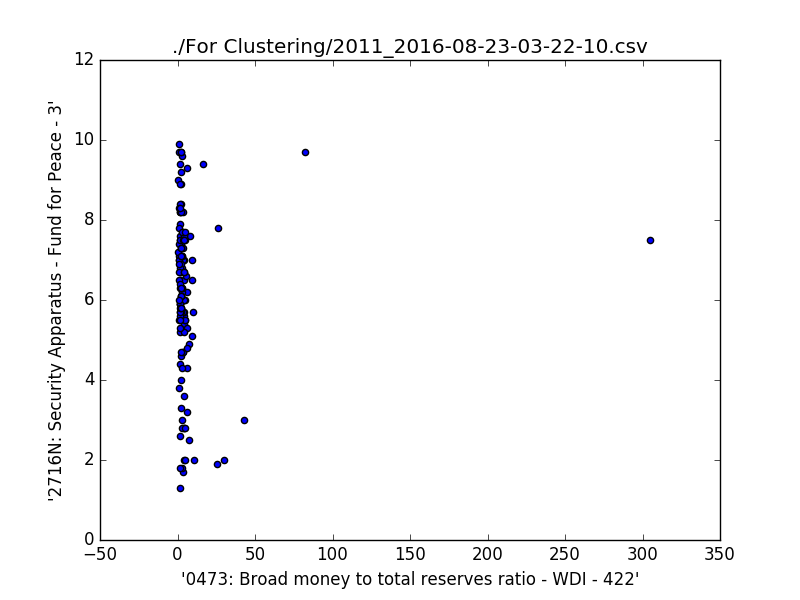 ./For Clustering/2011_2016-08-23-03-22-10.csv
12
10
8
6
4
2
0
'2716N: Security Apparatus - Fund for Peace - 3'
−50 0 50 100 150 200 250 300 350
'0473: Broad money to total reserves ratio - WDI - 422'